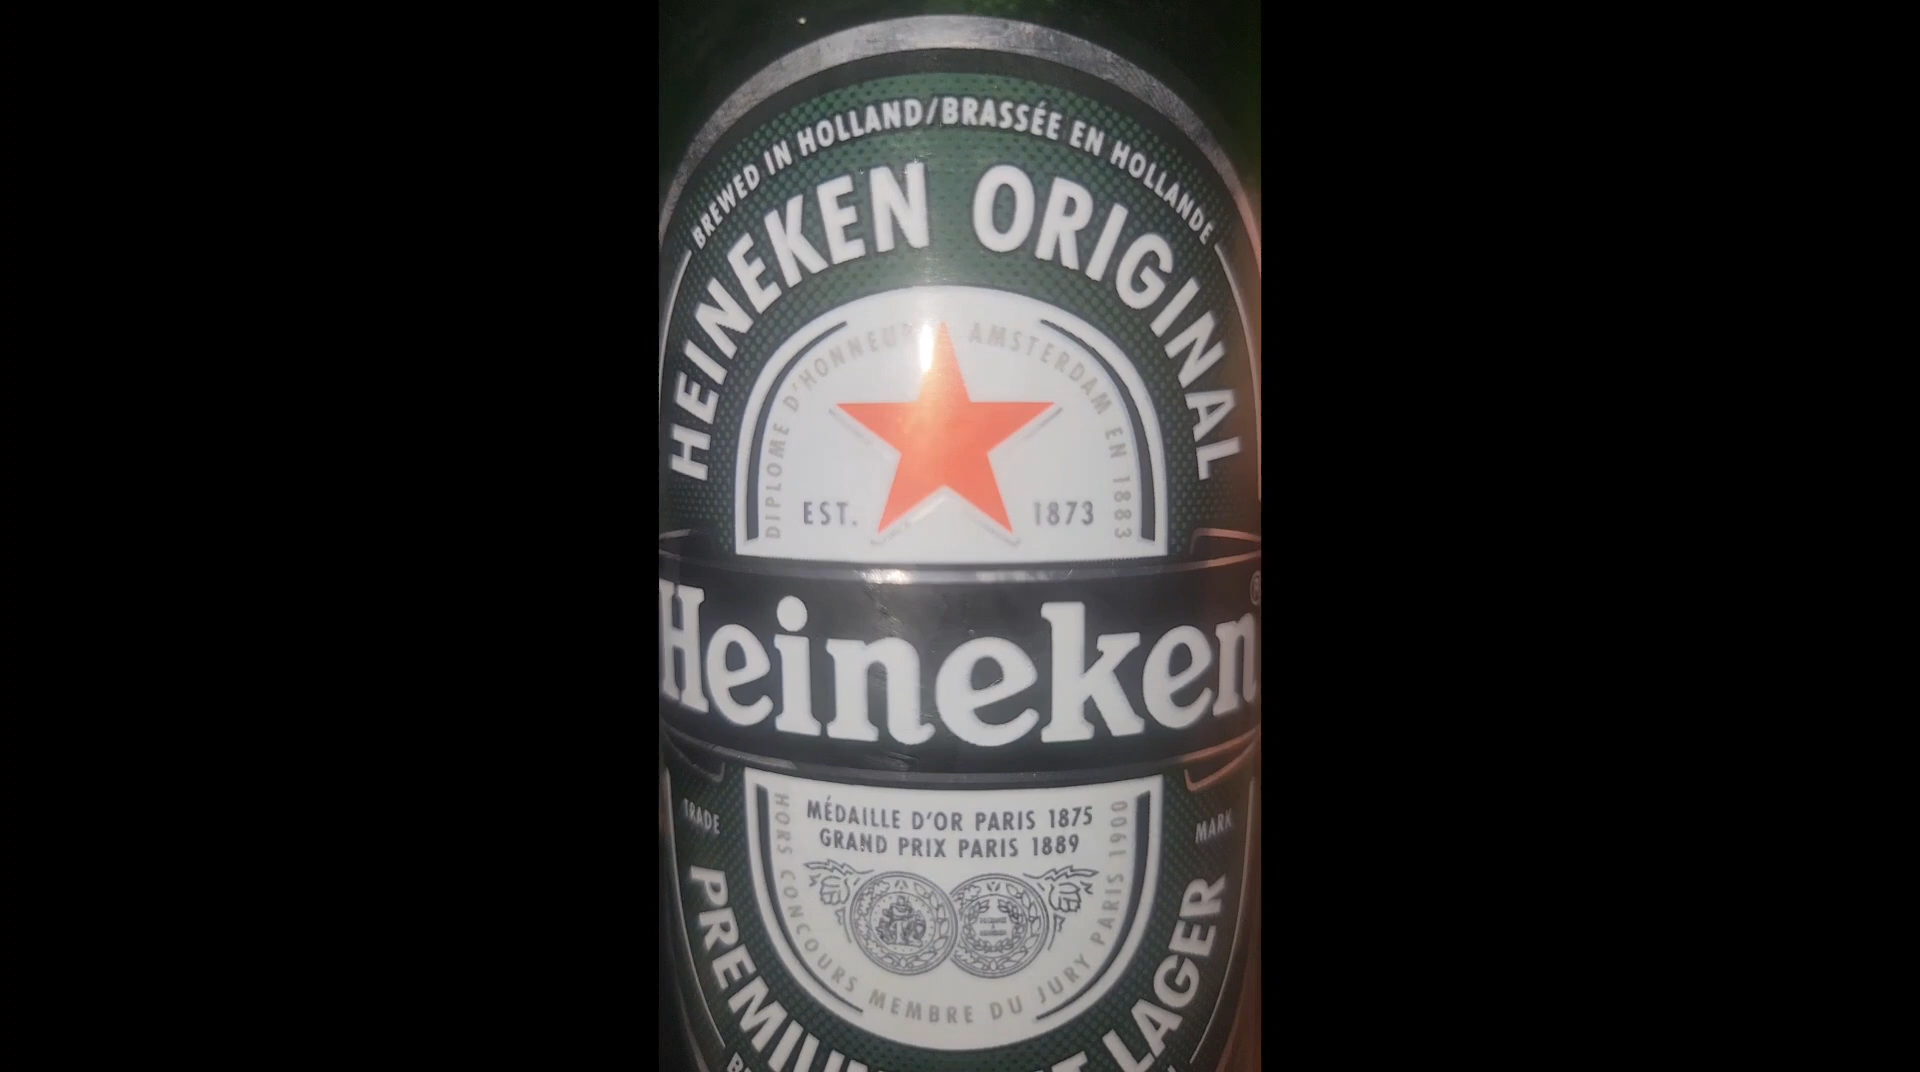 BREWED IN HOLLAND/BRASSÉE EN HOLLANDE
HEINEKEN ORIGINAL
DIPLOME D'HONNEUR AMSTERDAM EN 1883
EST. 1873
Heineken®
TRADE MARK
MÉDAILLE D'OR PARIS 1875
GRAND PRIX PARIS 1889
HORS CONCOURS MEMBRE DU JURY PARIS 1900
LAGER